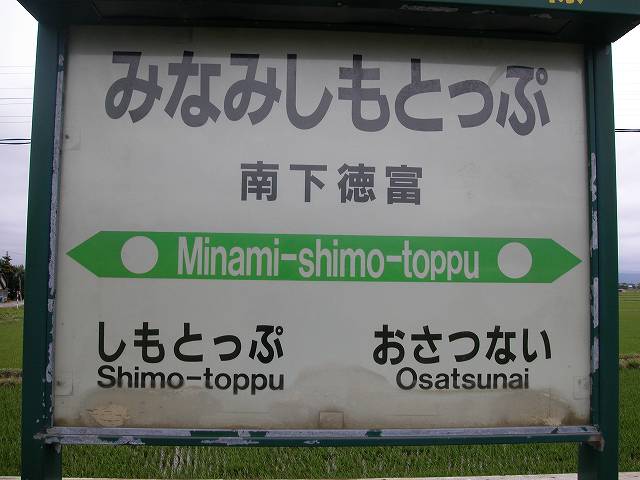 みなみしもとっぷ
南下徳富
Minami-shimo-toppu
しもとっぷ おさつない
Shimo-toppu Osatsunai